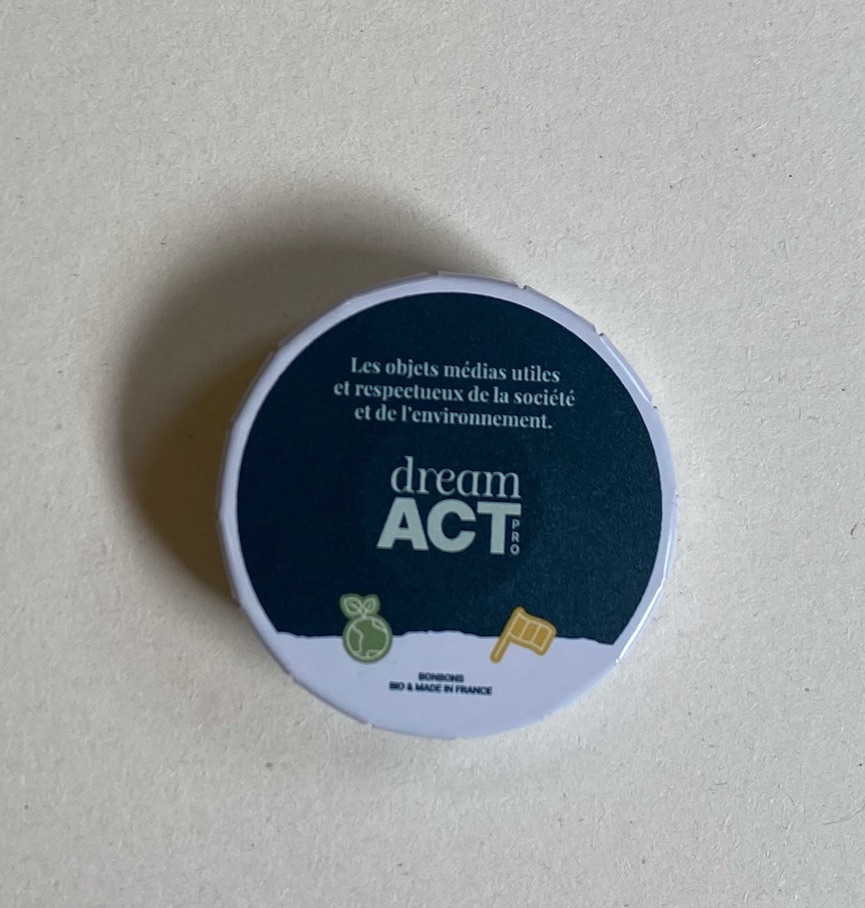 Les objets médias utiles
et respectueux de la société
et de l'environnement.
dream
ACT
PRO
BONBONS
BIO & MADE IN FRANCE